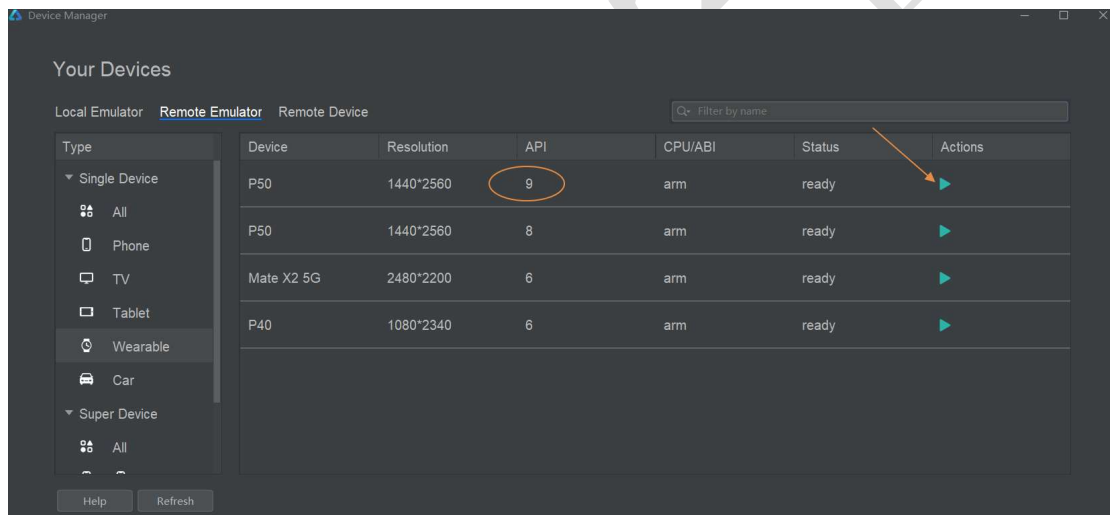 Device Manager
Your Devices
Local Emulator Remote Emulator Remote Device
Filter by name
Type Device Resolution API CPU/ABI Status Actions
Single Device
P50 1440*2560 9 arm ready
All
Phone
P50 1440*2560 8 arm ready
TV
Mate X2 5G 2480*2200 6 arm ready
Tablet
P40 1080*2340 6 arm ready
Wearable
Car
Super Device
All
Help Refresh